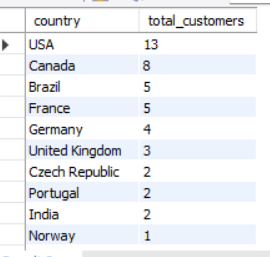 country total_customers
USA 13
Canada 8
Brazil 5
France 5
Germany 4
United Kingdom 3
Czech Republic 2
Portugal 2
India 2
Norway 1